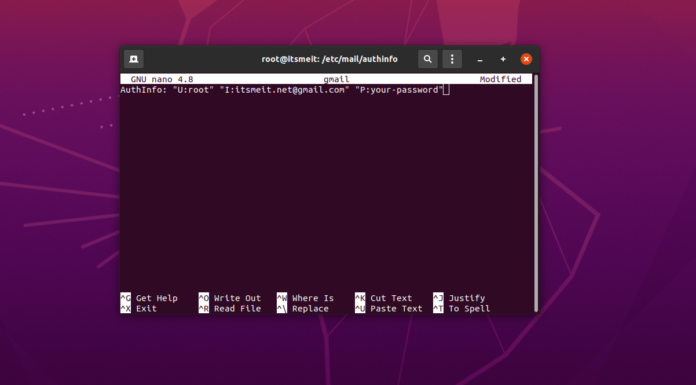 root@itsmeit: /etc/mail/authinfo
GNU nano 4.8 gmail Modified
AuthInfo: "U:root" "I:itsmeit.net@gmail.com" "P:your-password"
^G Get Help ^O Write Out ^W Where Is ^K Cut Text ^J Justify
^X Exit ^R Read File ^\ Replace ^U Paste Text ^T To Spell